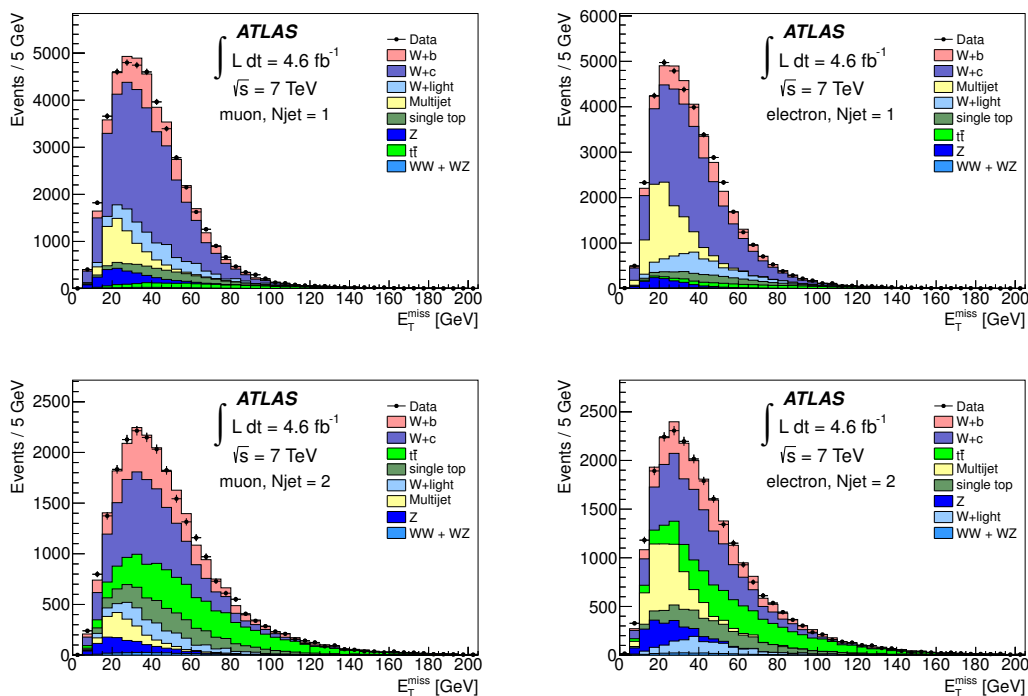 Events / 5 GeV
5000
4000
3000
2000
1000
0
0 20 40 60 80 100 120 140 160 180 200
E_T^miss [GeV]
ATLAS
∫ L dt = 4.6 fb⁻¹
√s = 7 TeV
muon, Njet = 1
Data
W+b
W+c
W+light
Multijet
single top
Z
tt̄
WW + WZ
Events / 5 GeV
6000
5000
4000
3000
2000
1000
0
0 20 40 60 80 100 120 140 160 180 200
E_T^miss [GeV]
ATLAS
∫ L dt = 4.6 fb⁻¹
√s = 7 TeV
electron, Njet = 1
Data
W+b
W+c
Multijet
W+light
single top
tt̄
Z
WW + WZ
Events / 5 GeV
2500
2000
1500
1000
500
0
0 20 40 60 80 100 120 140 160 180 200
E_T^miss [GeV]
ATLAS
∫ L dt = 4.6 fb⁻¹
√s = 7 TeV
muon, Njet = 2
Data
W+b
W+c
tt̄
single top
W+light
Multijet
Z
WW + WZ
Events / 5 GeV
2500
2000
1500
1000
500
0
0 20 40 60 80 100 120 140 160 180 200
E_T^miss [GeV]
ATLAS
∫ L dt = 4.6 fb⁻¹
√s = 7 TeV
electron, Njet = 2
Data
W+b
W+c
tt̄
Multijet
single top
Z
W+light
WW + WZ